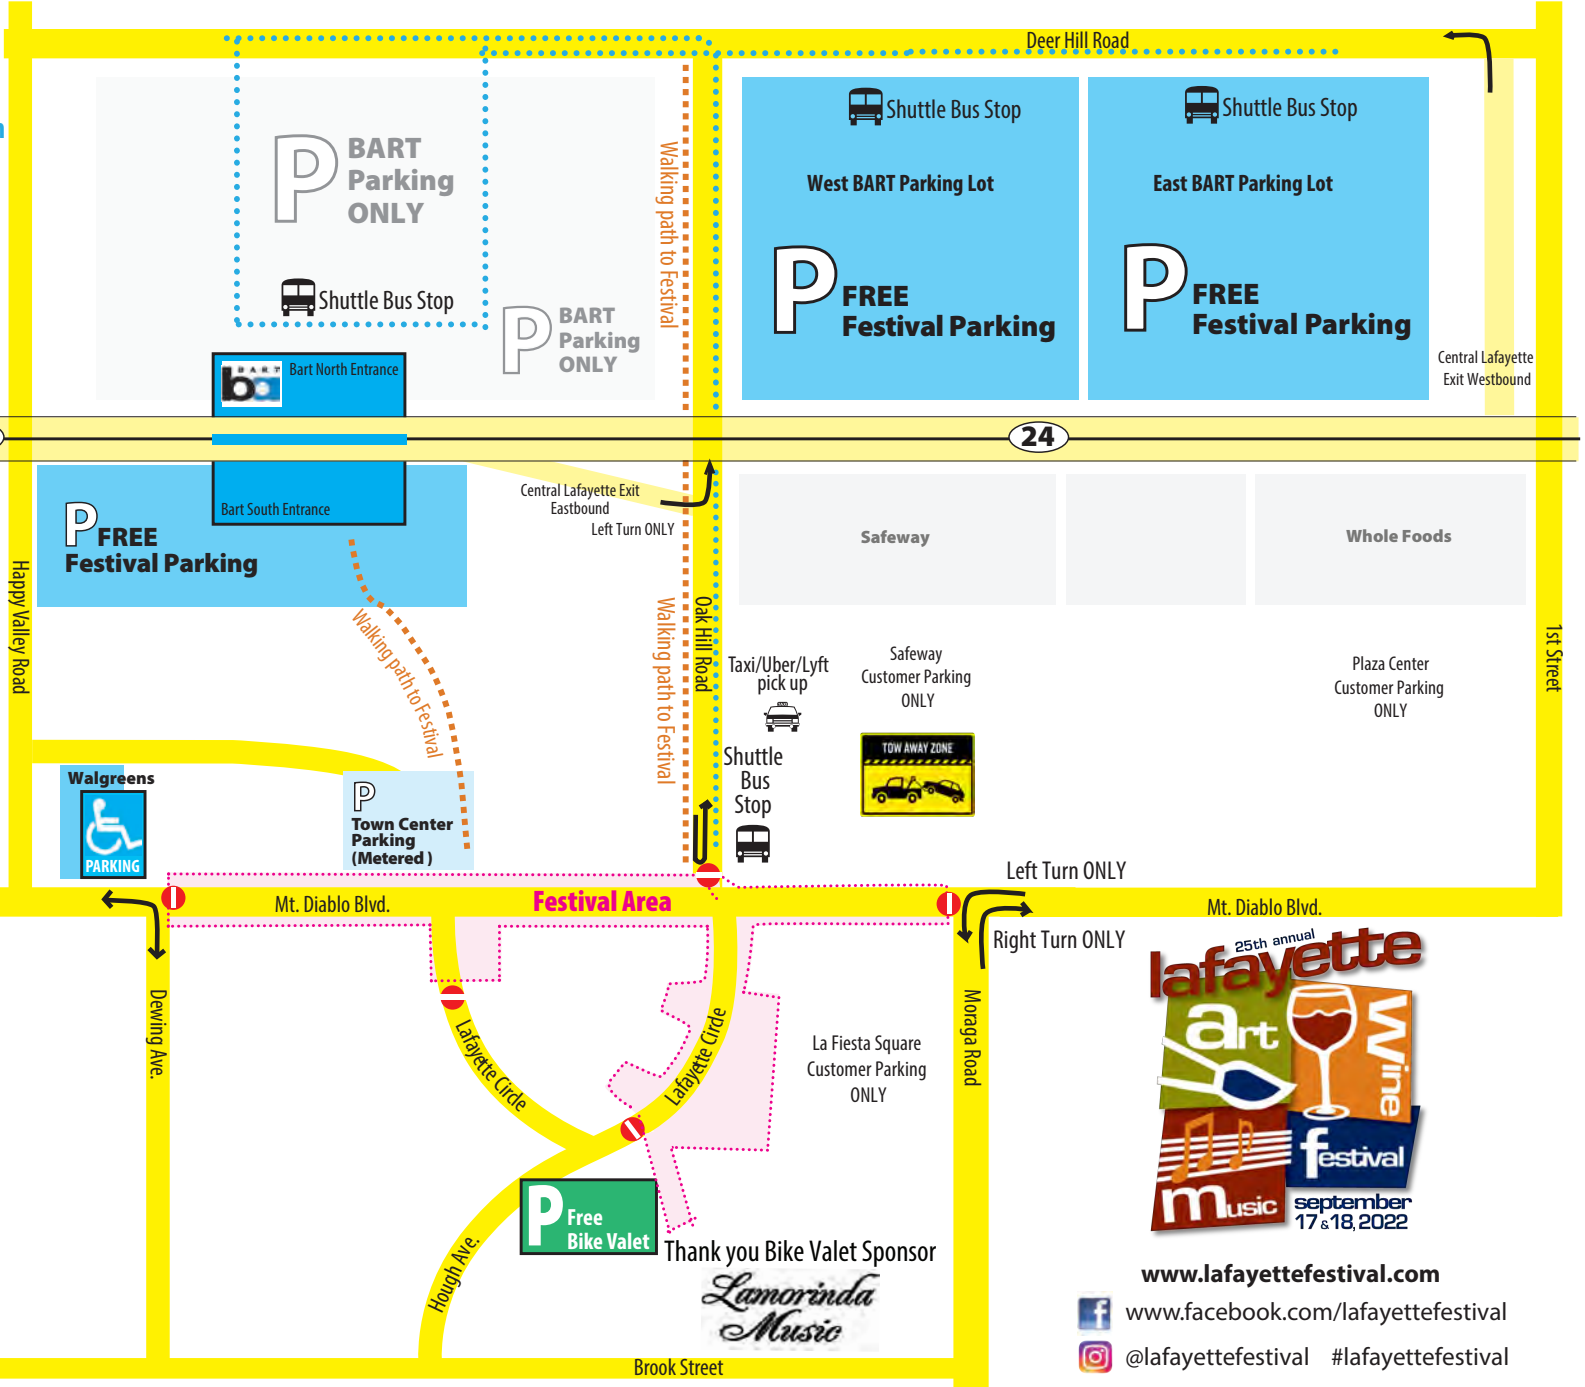 Deer Hill Road
Shuttle Bus Stop
Shuttle Bus Stop
BART
Parking
ONLY
P
Walking path to Festival
West BART Parking Lot
East BART Parking Lot
P
FREE
Festival Parking
P
FREE
Festival Parking
Shuttle Bus Stop
P
BART
Parking
ONLY
Central Lafayette
Exit Westbound
BART
ba
Bart North Entrance
24
Bart South Entrance
P
FREE
Festival Parking
Central Lafayette Exit
Eastbound
Left Turn ONLY
Safeway
Whole Foods
Happy Valley Road
Walking path to Festival
Walking path to Festival
Oak Hill Road
1st Street
Taxi/Uber/Lyft
pick up
Safeway
Customer Parking
ONLY
Plaza Center
Customer Parking
ONLY
TOW AWAY ZONE
Shuttle
Bus
Stop
Walgreens
PARKING
P
Town Center
Parking
(Metered )
Left Turn ONLY
Mt. Diablo Blvd.
Festival Area
Mt. Diablo Blvd.
Right Turn ONLY
Dewing Ave.
Lafayette Circle
Lafayette Circle
Moraga Road
La Fiesta Square
Customer Parking
ONLY
25th annual
lafayette
art
Wine
music
festival
september
17 & 18, 2022
P
Free
Bike Valet
Hough Ave.
Thank you Bike Valet Sponsor
Lamorinda
Music
Brook Street
www.lafayettefestival.com
www.facebook.com/lafayettefestival
@lafayettefestival #lafayettefestival